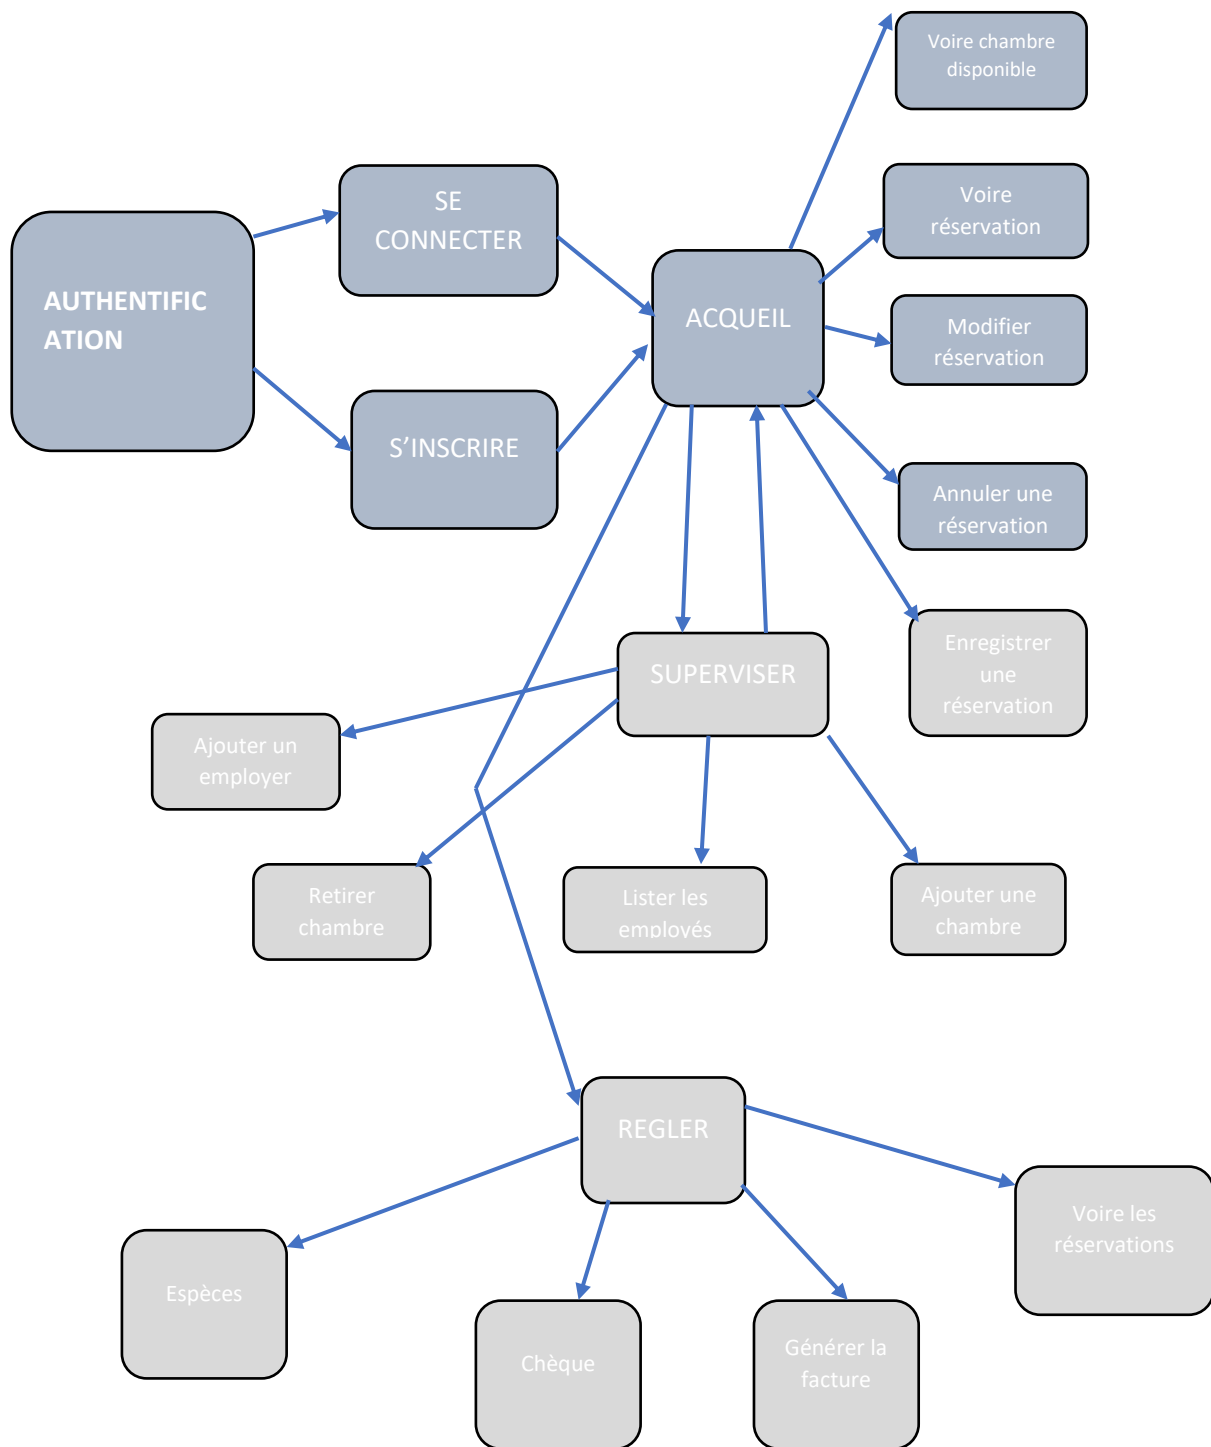 Voire chambre
disponible
SE
CONNECTER
Voire
réservation
AUTHENTIFIC
ATION
ACQUEIL
Modifier
réservation
S’INSCRIRE
Annuler une
réservation
SUPERVISER
Enregistrer
une
réservation
Ajouter un
employer
Retirer
chambre
Lister les
employés
Ajouter une
chambre
REGLER
Voire les
réservations
Espèces
Chèque
Générer la
facture